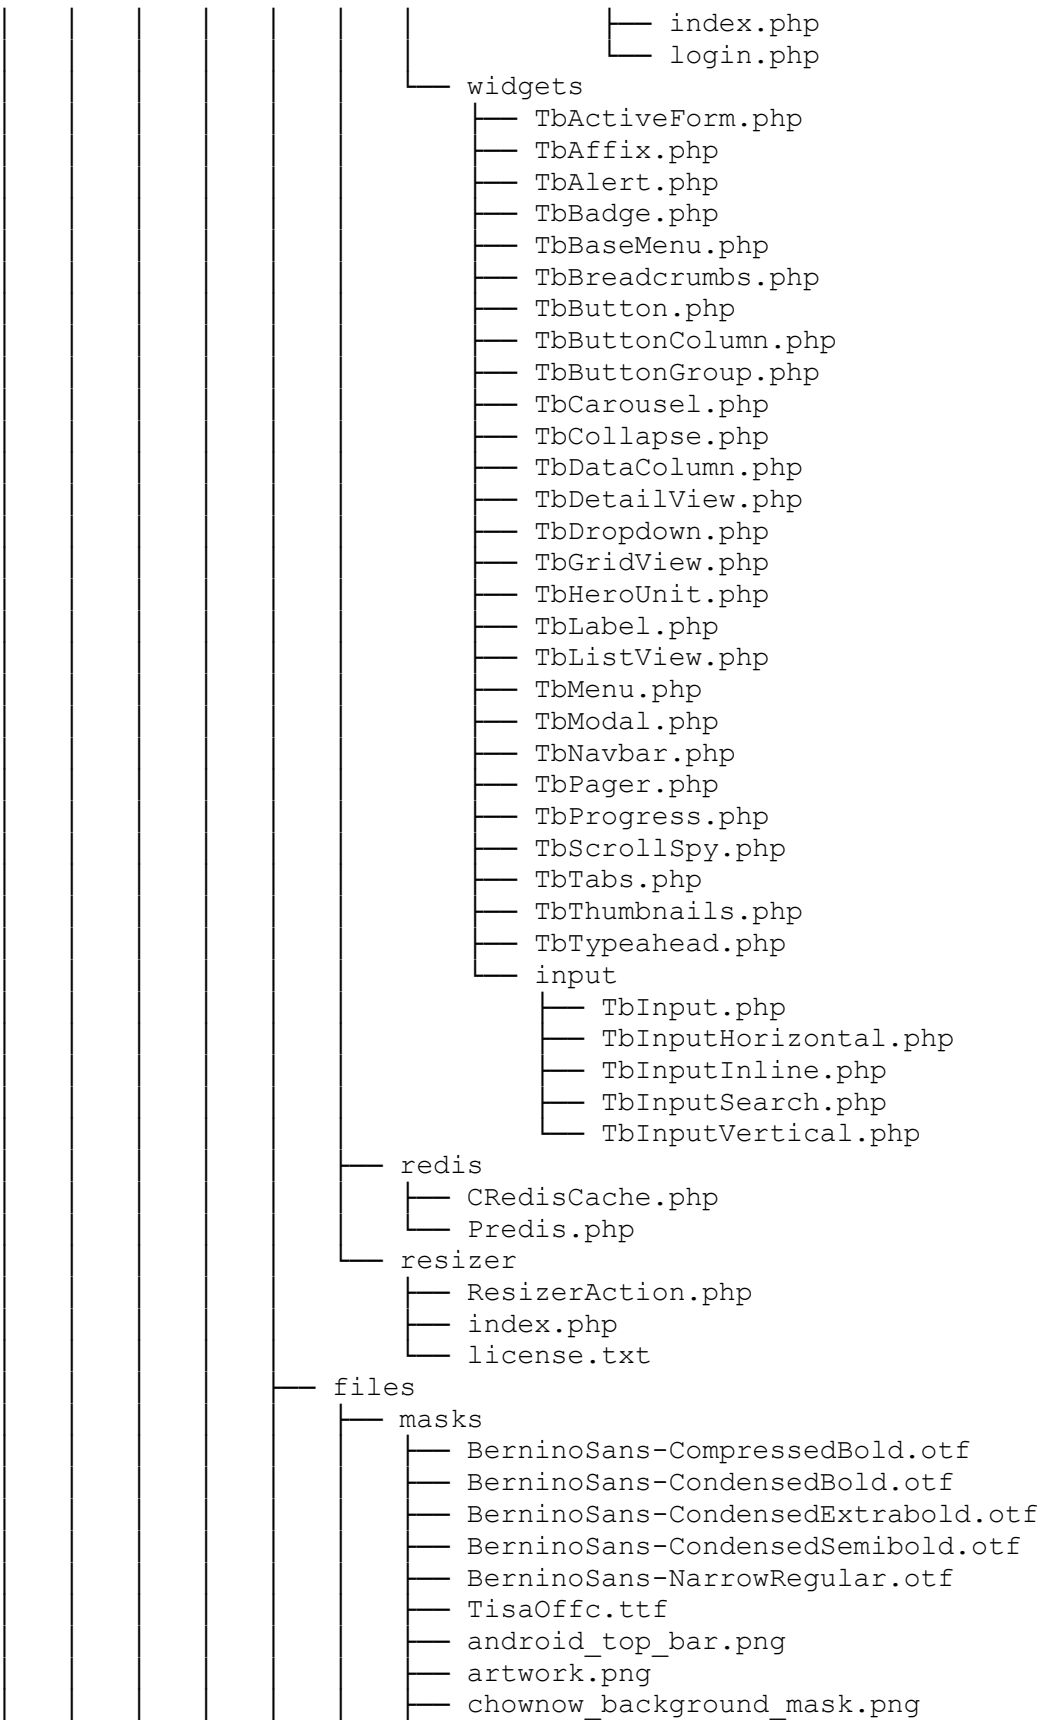 index.php
login.php
widgets
TbActiveForm.php
TbAffix.php
TbAlert.php
TbBadge.php
TbBaseMenu.php
TbBreadcrumbs.php
TbButton.php
TbButtonColumn.php
TbButtonGroup.php
TbCarousel.php
TbCollapse.php
TbDataColumn.php
TbDetailView.php
TbDropdown.php
TbGridView.php
TbHeroUnit.php
TbLabel.php
TbListView.php
TbMenu.php
TbModal.php
TbNavbar.php
TbPager.php
TbProgress.php
TbScrollSpy.php
TbTabs.php
TbThumbnails.php
TbTypeahead.php
input
TbInput.php
TbInputHorizontal.php
TbInputInline.php
TbInputSearch.php
TbInputVertical.php
redis
CRedisCache.php
Predis.php
resizer
ResizerAction.php
index.php
license.txt
files
masks
BerninoSans-CompressedBold.otf
BerninoSans-CondensedBold.otf
BerninoSans-CondensedExtrabold.otf
BerninoSans-CondensedSemibold.otf
BerninoSans-NarrowRegular.otf
TisaOffc.ttf
android_top_bar.png
artwork.png
chownow_background_mask.png